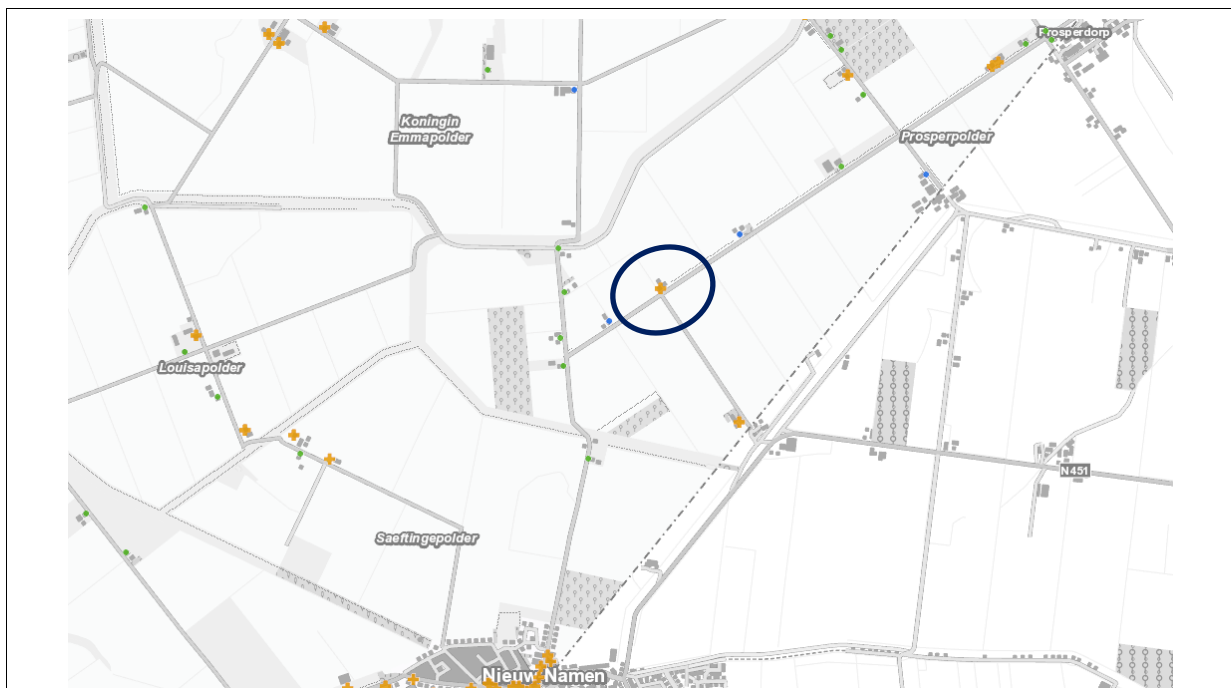 Prosperdorp
Koningin
Emmapolder
Prosperpolder
Louisapolder
N451
Saeftingepolder
Nieuw Namen